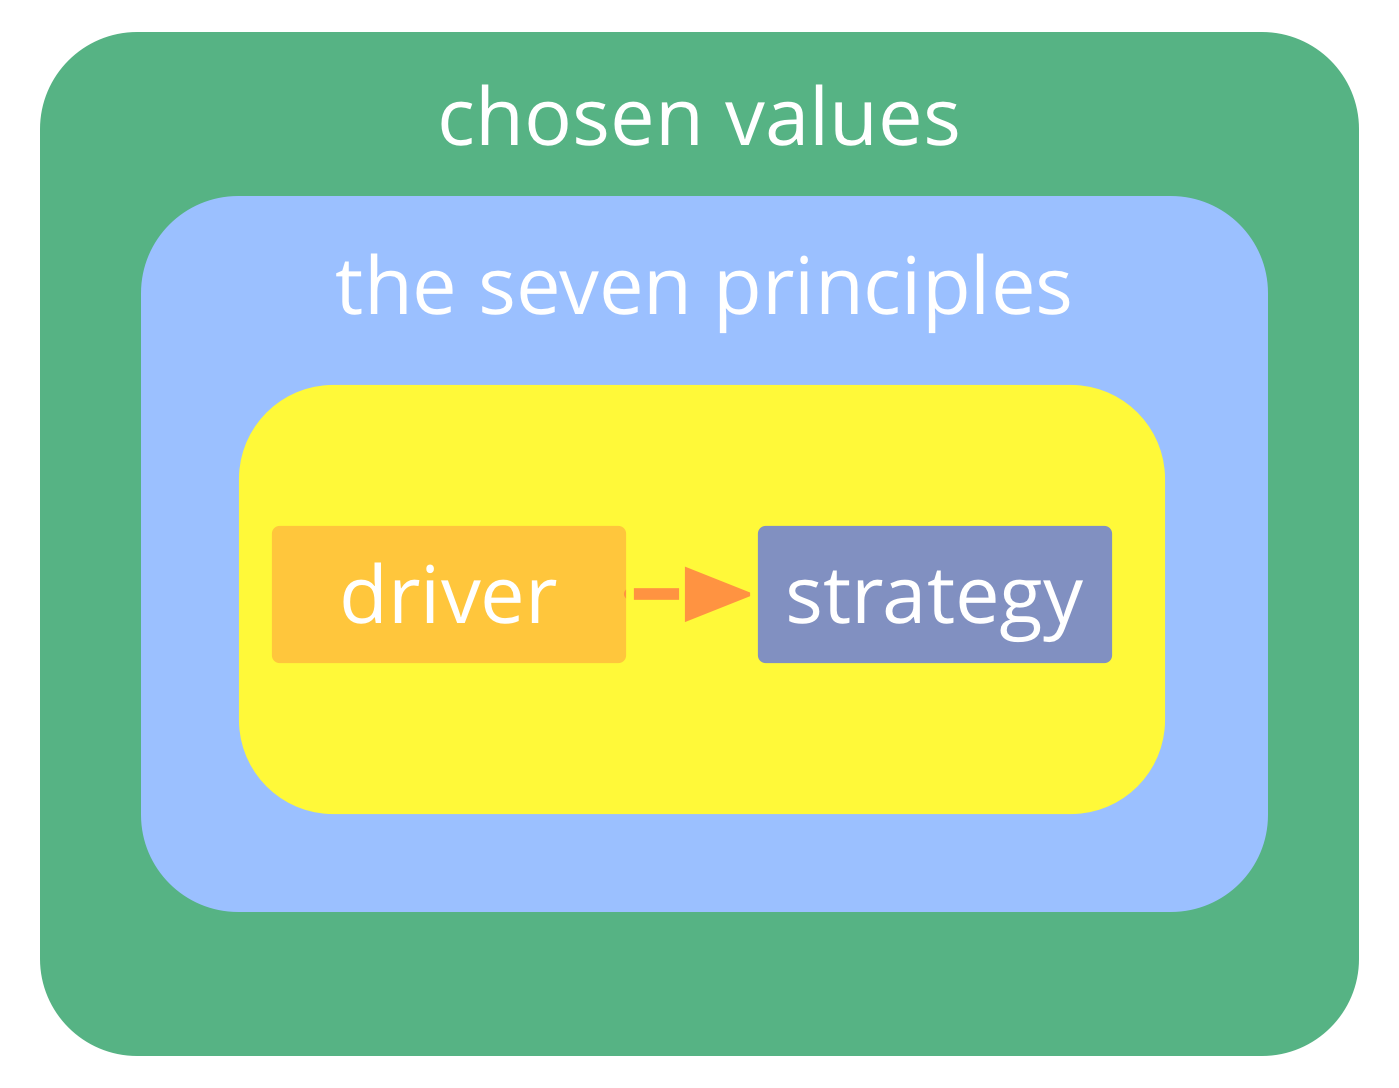 chosen values
the seven principles
driver
strategy